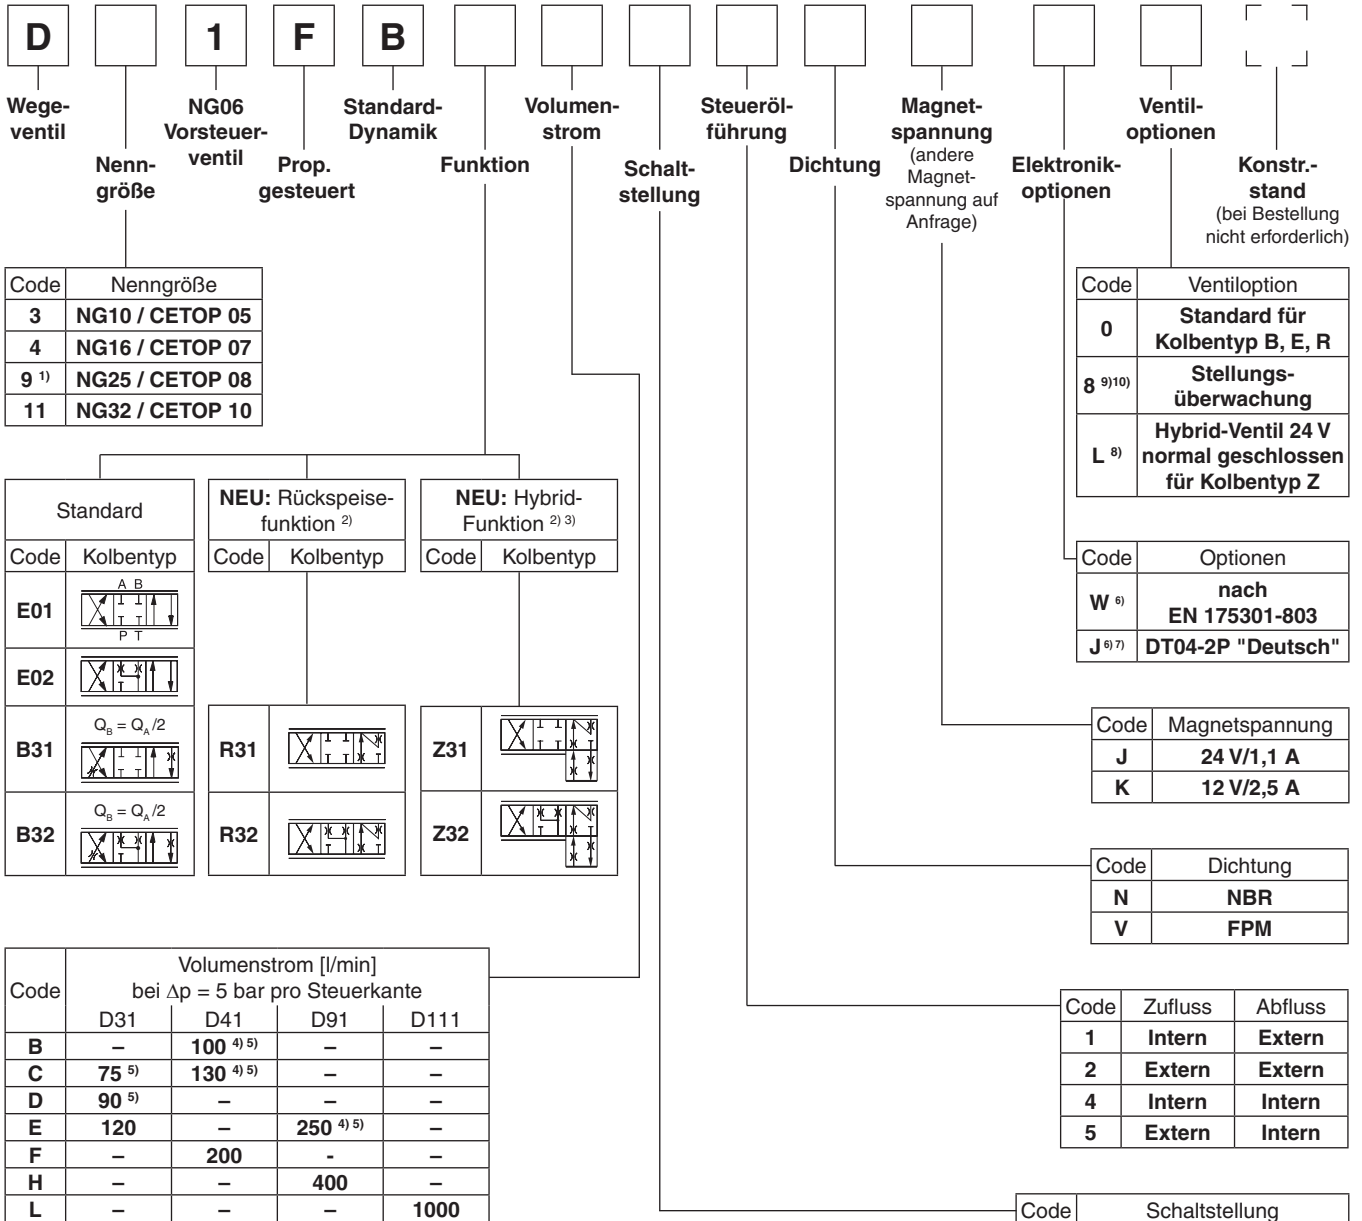 D 1 F B
Wege-
ventil
Nenn-
größe
NG06
Vorsteuer-
ventil
Prop.
gesteuert
Standard-
Dynamik
Funktion
Volumen-
strom
Schalt-
stellung
Steueröl-
führung
Dichtung
Magnet-
spannung
(andere
Magnet-
spannung auf
Anfrage)
Elektronik-
optionen
Ventil-
optionen
Konstr.-
stand
(bei Bestellung
nicht erforderlich)
Code Nenngröße
3 NG10 / CETOP 05
4 NG16 / CETOP 07
9 1) NG25 / CETOP 08
11 NG32 / CETOP 10
Code Ventiloption
0 Standard für
Kolbentyp B, E, R
8 9)10) Stellungs-
überwachung
L 8) Hybrid-Ventil 24 V
normal geschlossen
für Kolbentyp Z
Standard
Code Kolbentyp
E01
A B
P T
E02
B31
Q_B = Q_A/2
B32
Q_B = Q_A/2
NEU: Rückspeise-
funktion 2)
Code Kolbentyp
R31
R32
NEU: Hybrid-
Funktion 2) 3)
Code Kolbentyp
Z31
Z32
Code Optionen
W 6) nach
EN 175301-803
J 6) 7) DT04-2P "Deutsch"
Code Magnetspannung
J 24 V/1,1 A
K 12 V/2,5 A
Code Dichtung
N NBR
V FPM
Code Volumenstrom [l/min]
bei Δp = 5 bar pro Steuerkante
D31 D41 D91 D111
B – 100 4) 5) – –
C 75 5) 130 4) 5) – –
D 90 5) – – –
E 120 – 250 4) 5) –
F – 200 - –
H – – 400 –
L – – – 1000
Code Zufluss Abfluss
1 Intern Extern
2 Extern Extern
4 Intern Intern
5 Extern Intern
Code Schaltstellung